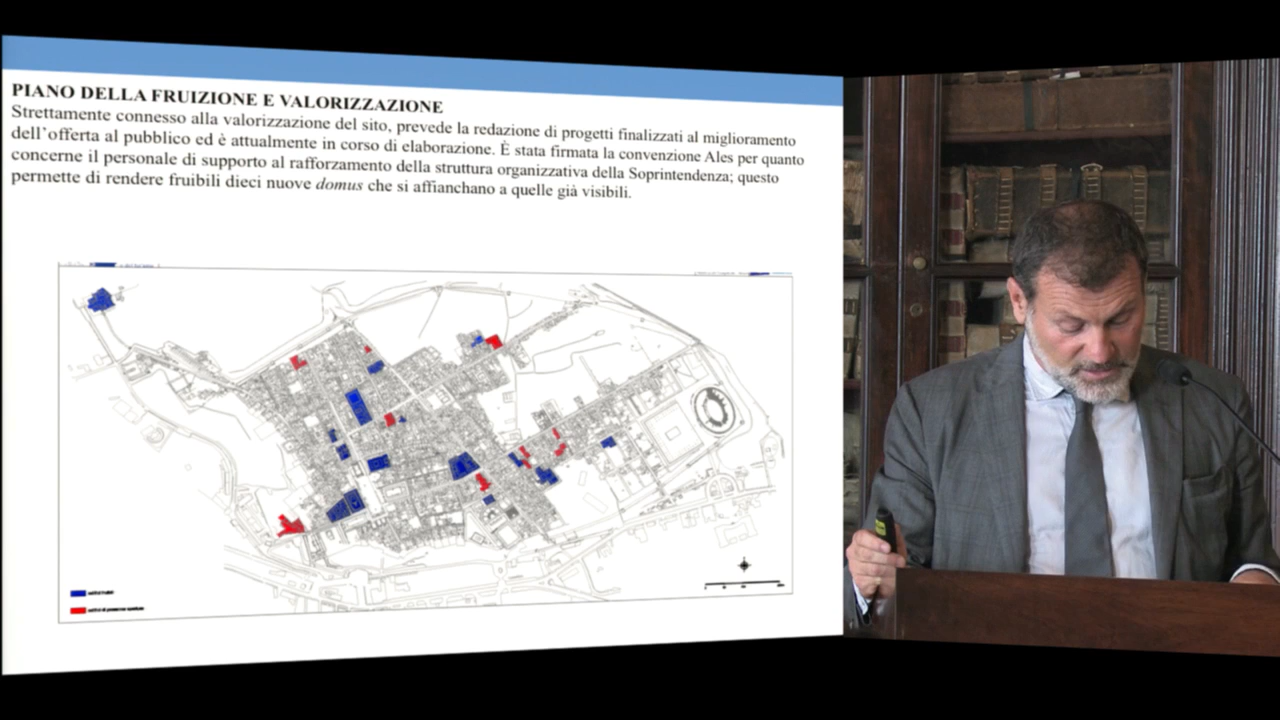 PIANO DELLA FRUIZIONE E VALORIZZAZIONE
Strettamente connesso alla valorizzazione del sito, prevede la redazione di progetti finalizzati al miglioramento
dell'offerta al pubblico ed è attualmente in corso di elaborazione. È stata firmata la convenzione Ales per quanto
concerne il personale di supporto al rafforzamento della struttura organizzativa della Soprintendenza; questo
permette di rendere fruibili dieci nuove domus che si affianchano a quelle già visibili.